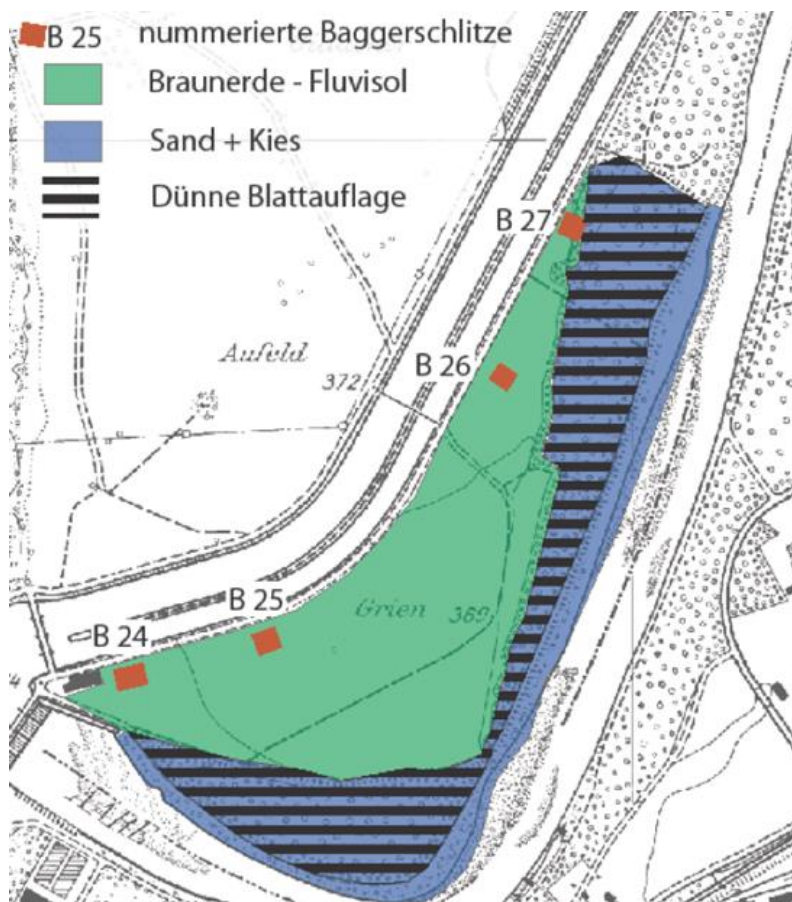 B 25 nummerierte Baggerschlitze
Braunerde - Fluvisol
Sand + Kies
Dünne Blattauflage
B 27
Aufeld
372
B 26
B 25
Grien 369
B 24
AARE